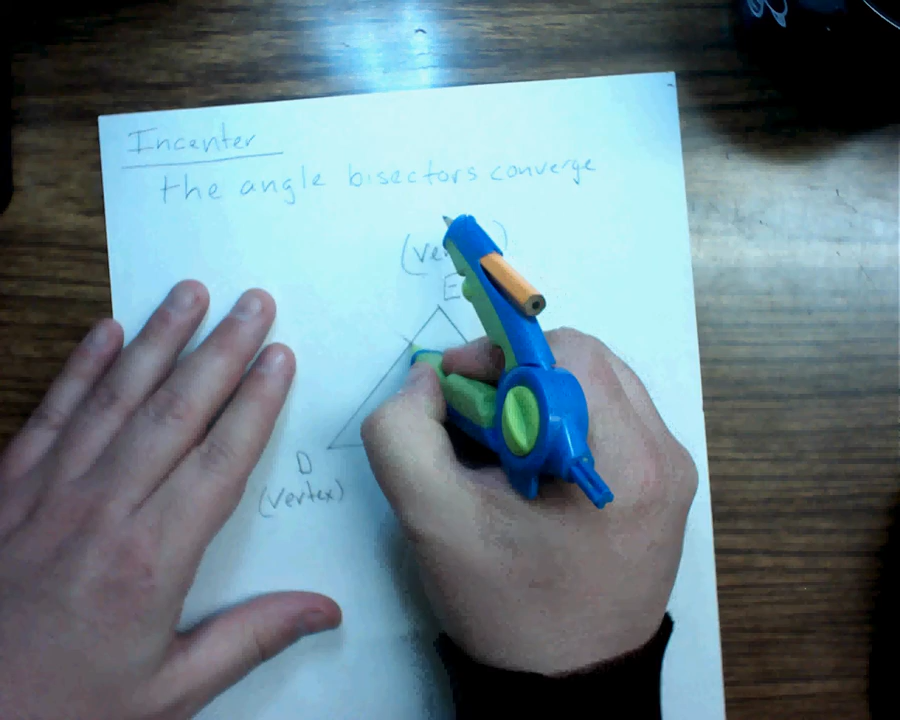 Incenter
the angle bisectors converge
E
D
(vertex)